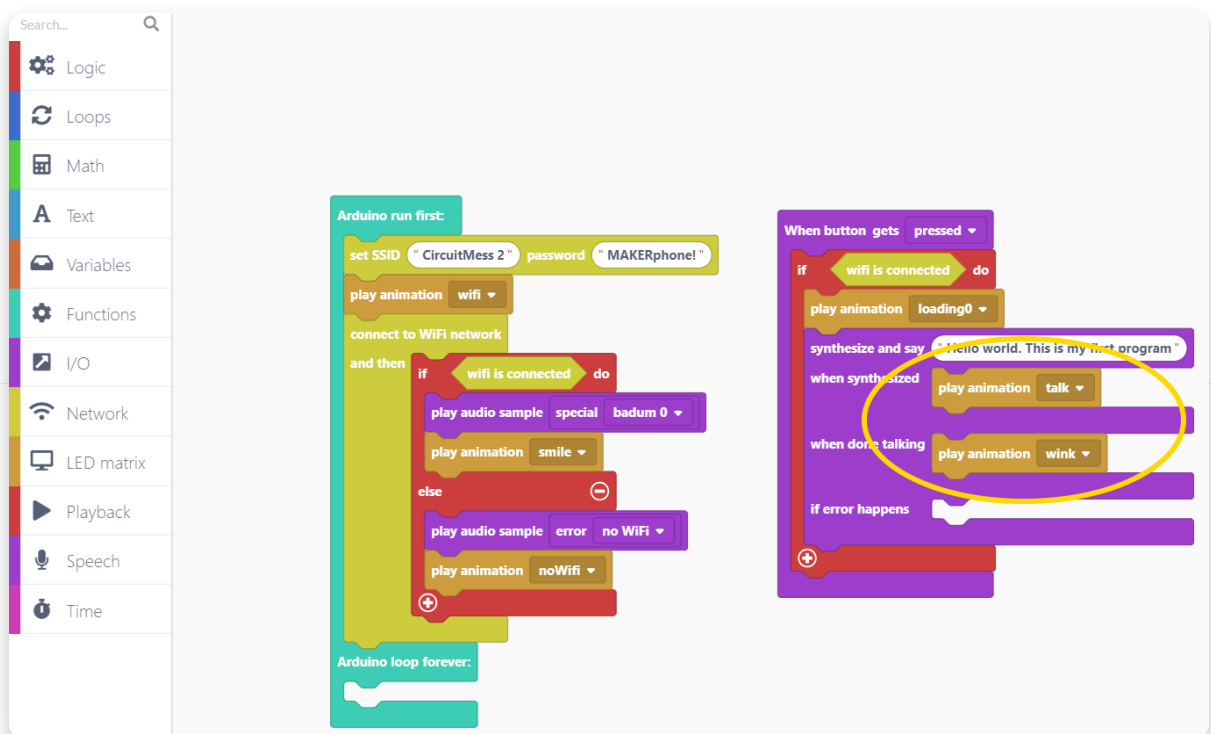 Search...
Logic
Loops
Math
Text
Variables
Functions
I/O
Network
LED matrix
Playback
Speech
Time
Arduino run first:
set SSID " CircuitMess 2 " password " MAKERphone! "
play animation wifi
connect to WiFi network
and then
if wifi is connected do
play audio sample special badum 0
play animation smile
else
play audio sample error no WiFi
play animation noWifi
Arduino loop forever:
When button gets pressed
if wifi is connected do
play animation loading0
synthesize and say " Hello world. This is my first program "
when synthesized play animation talk
when done talking play animation wink
if error happens